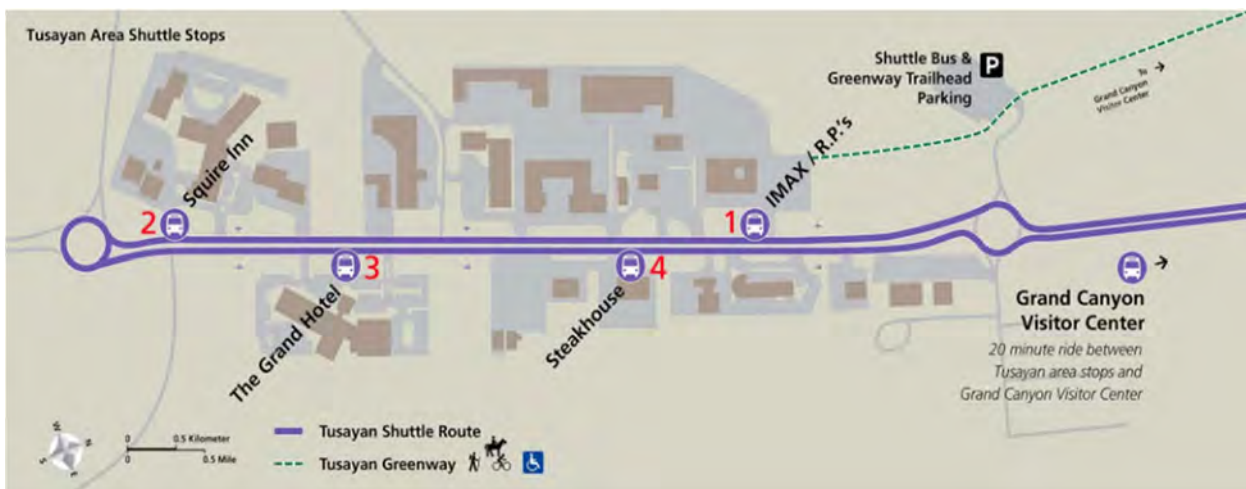 Tusayan Area Shuttle Stops
Shuttle Bus &
Greenway Trailhead
Parking
P
To
Grand Canyon
Visitor Center
Squire Inn
IMAX / R.P.'s
2
1
3
4
The Grand Hotel
Steakhouse
Grand Canyon
Visitor Center
20 minute ride between
Tusayan area stops and
Grand Canyon Visitor Center
0 0.5 Kilometer
0 0.5 Mile
Tusayan Shuttle Route
Tusayan Greenway
W
N
S
E